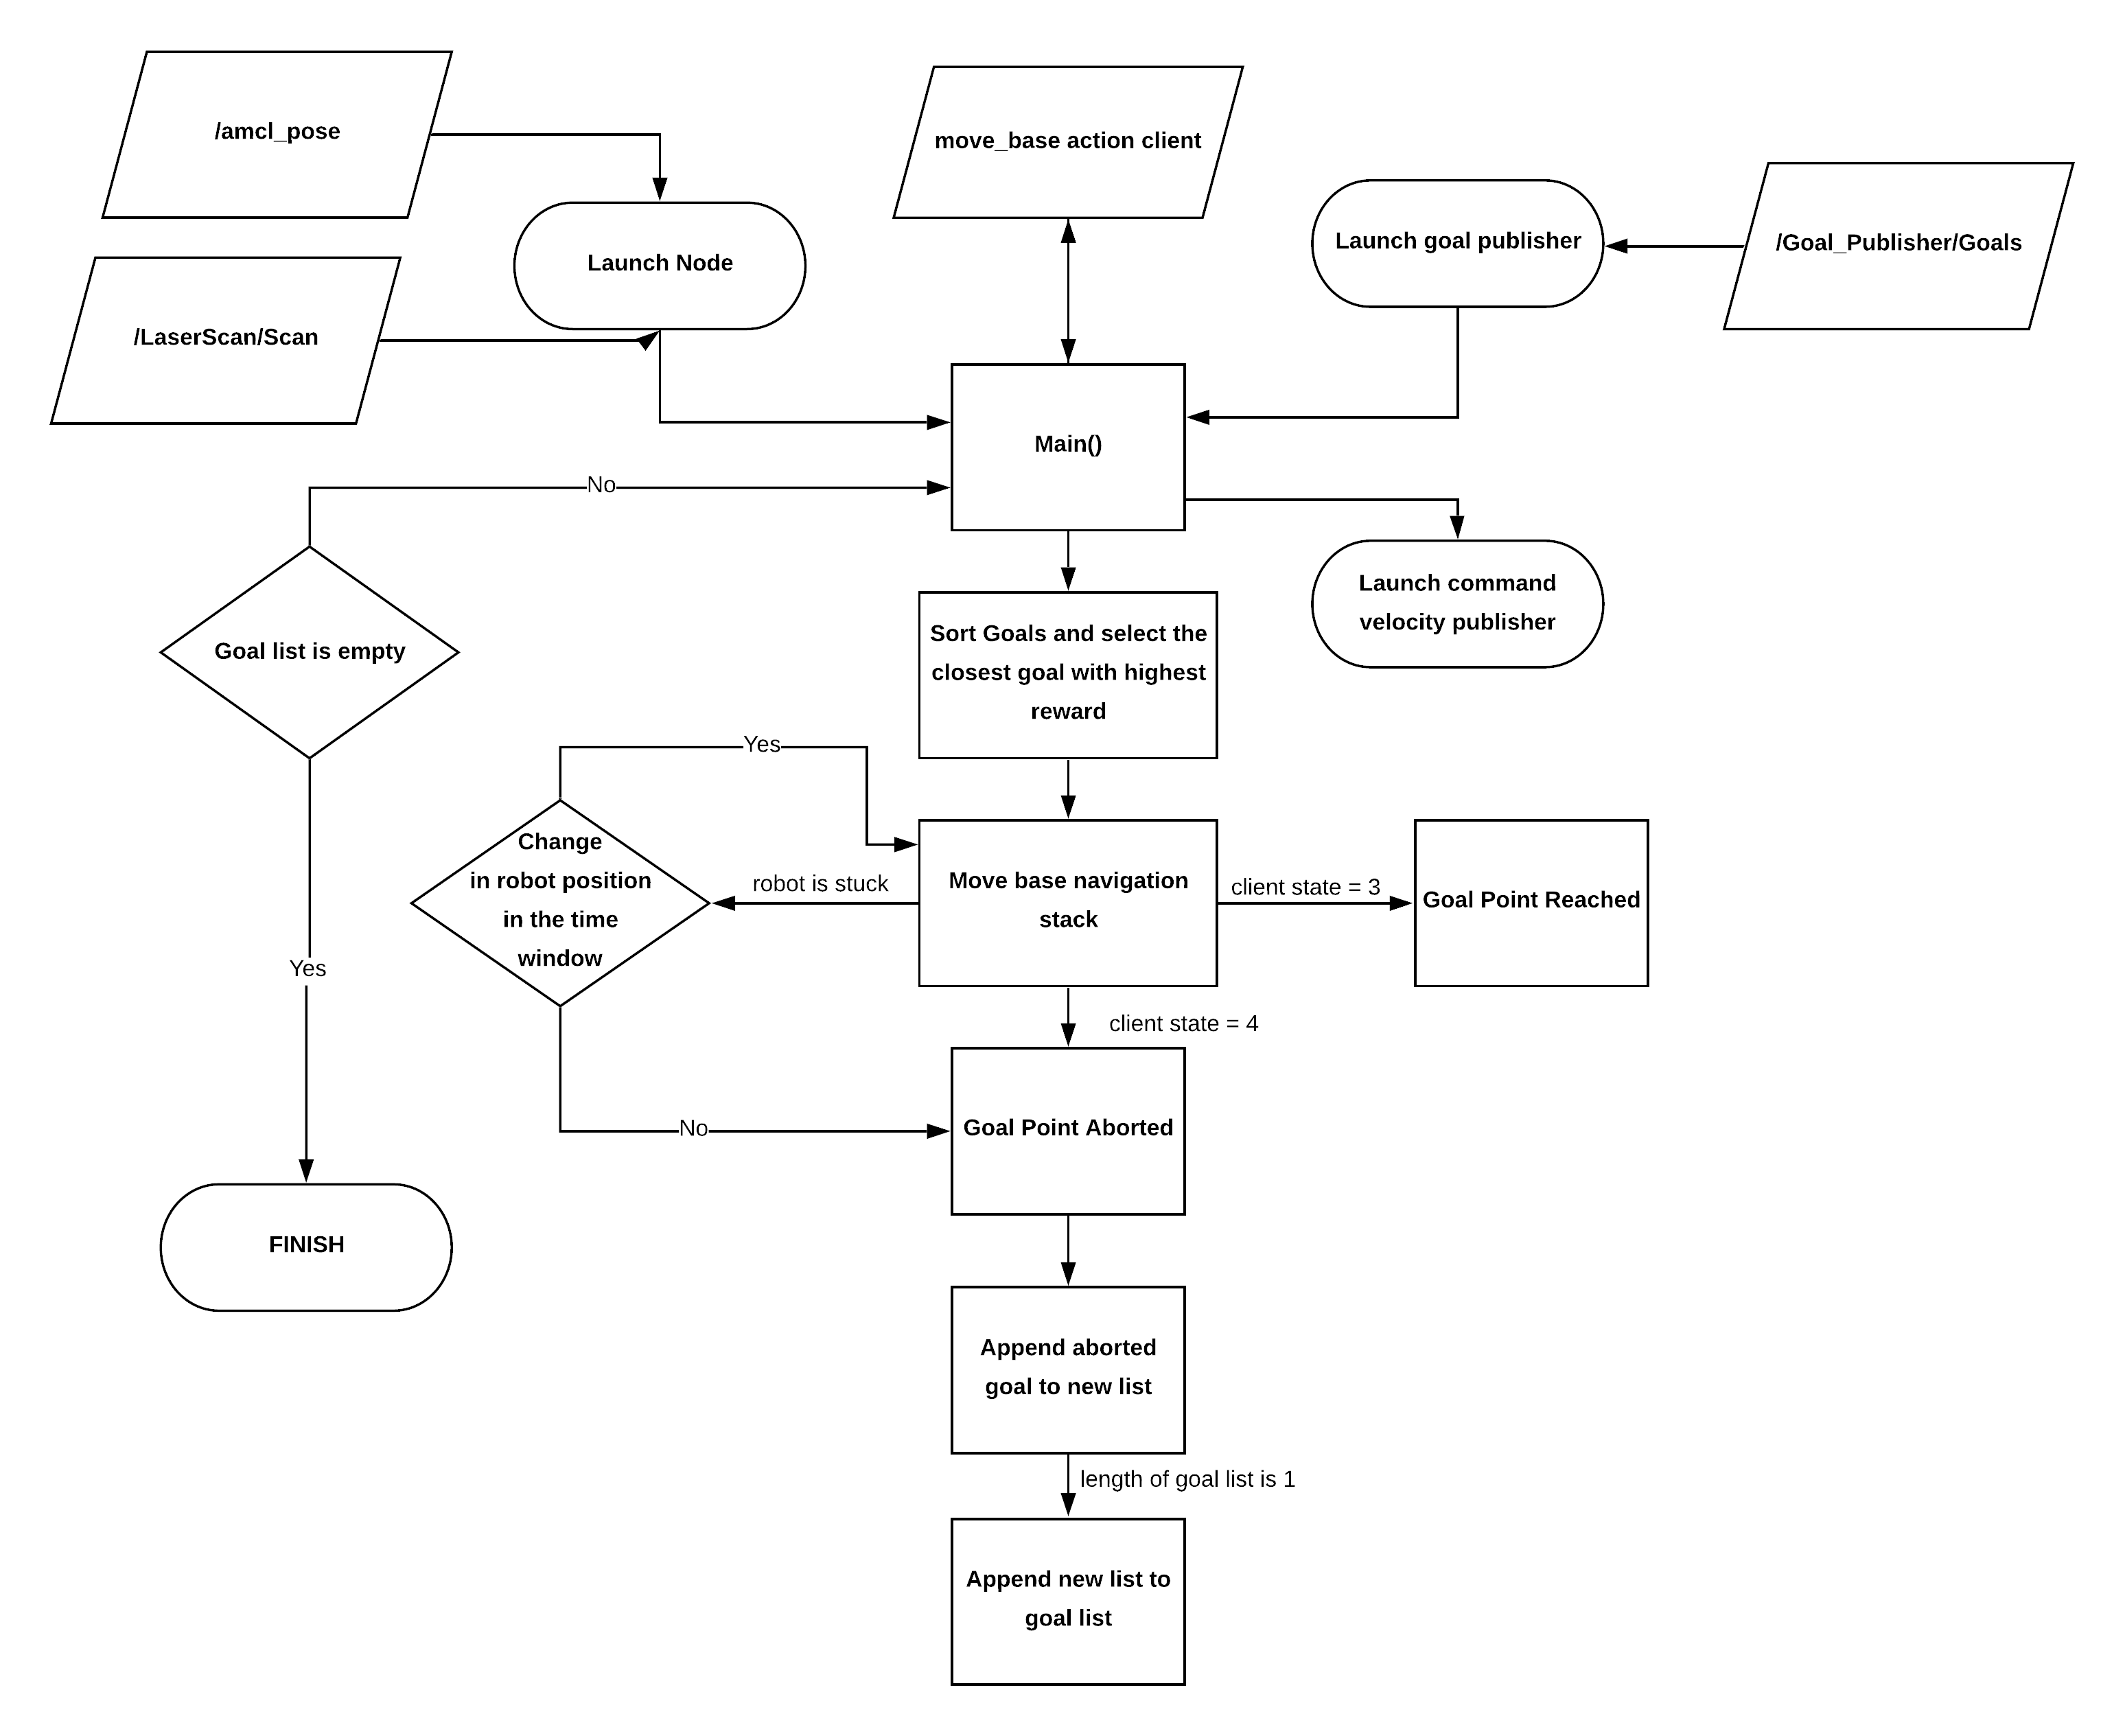 /amcl_pose
move_base action client
Launch goal publisher
/Goal_Publisher/Goals
Launch Node
/LaserScan/Scan
Main()
No
Launch command
velocity publisher
Goal list is empty
Sort Goals and select the
closest goal with highest
reward
Yes
Change
in robot position
in the time
window
robot is stuck
Move base navigation
stack
client state = 3
Goal Point Reached
Yes
client state = 4
No
Goal Point Aborted
FINISH
Append aborted
goal to new list
length of goal list is 1
Append new list to
goal list